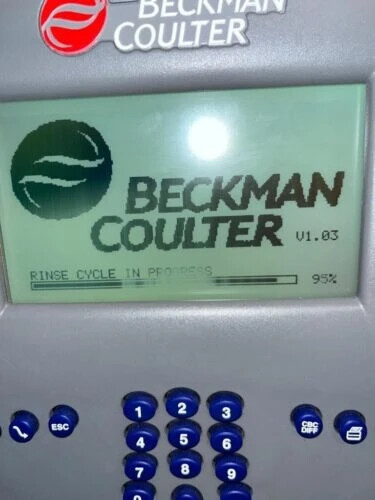 BECKMAN
COULTER
BECKMAN
COULTER V1.03
RINSE CYCLE IN PROGRESS
95%
1 2 3
ESC CBC DIFF
4 5 6
7 8 9